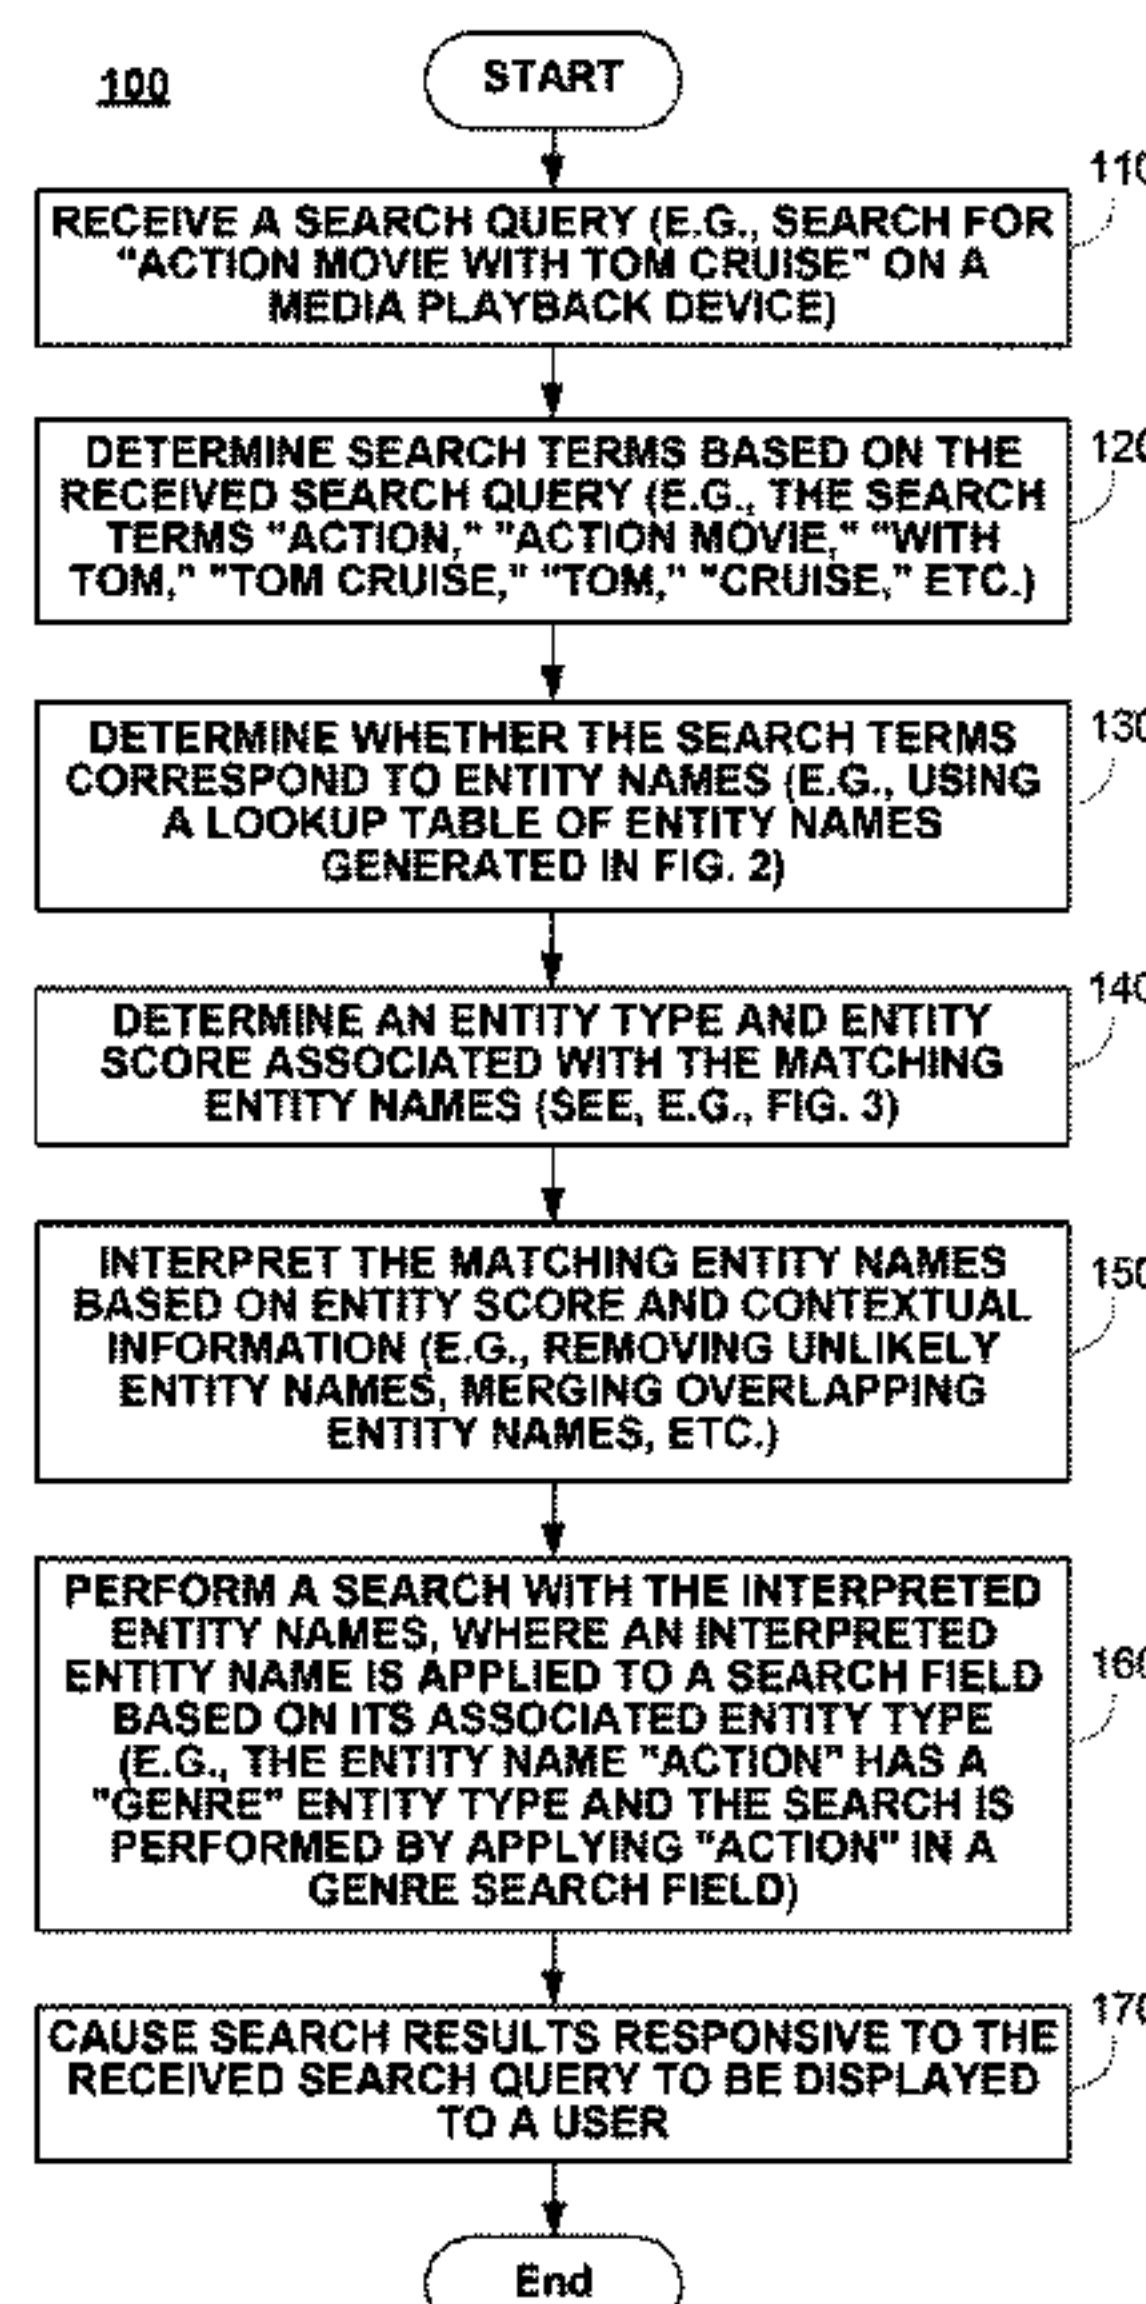 100
START
110
RECEIVE A SEARCH QUERY (E.G., SEARCH FOR
"ACTION MOVIE WITH TOM CRUISE" ON A
MEDIA PLAYBACK DEVICE)
120
DETERMINE SEARCH TERMS BASED ON THE
RECEIVED SEARCH QUERY (E.G., THE SEARCH
TERMS "ACTION," "ACTION MOVIE," "WITH
TOM," "TOM CRUISE," "TOM," "CRUISE," ETC.)
130
DETERMINE WHETHER THE SEARCH TERMS
CORRESPOND TO ENTITY NAMES (E.G., USING
A LOOKUP TABLE OF ENTITY NAMES
GENERATED IN FIG. 2)
140
DETERMINE AN ENTITY TYPE AND ENTITY
SCORE ASSOCIATED WITH THE MATCHING
ENTITY NAMES (SEE, E.G., FIG. 3)
150
INTERPRET THE MATCHING ENTITY NAMES
BASED ON ENTITY SCORE AND CONTEXTUAL
INFORMATION (E.G., REMOVING UNLIKELY
ENTITY NAMES, MERGING OVERLAPPING
ENTITY NAMES, ETC.)
160
PERFORM A SEARCH WITH THE INTERPRETED
ENTITY NAMES, WHERE AN INTERPRETED
ENTITY NAME IS APPLIED TO A SEARCH FIELD
BASED ON ITS ASSOCIATED ENTITY TYPE
(E.G., THE ENTITY NAME "ACTION" HAS A
"GENRE" ENTITY TYPE AND THE SEARCH IS
PERFORMED BY APPLYING "ACTION" IN A
GENRE SEARCH FIELD)
170
CAUSE SEARCH RESULTS RESPONSIVE TO THE
RECEIVED SEARCH QUERY TO BE DISPLAYED
TO A USER
End